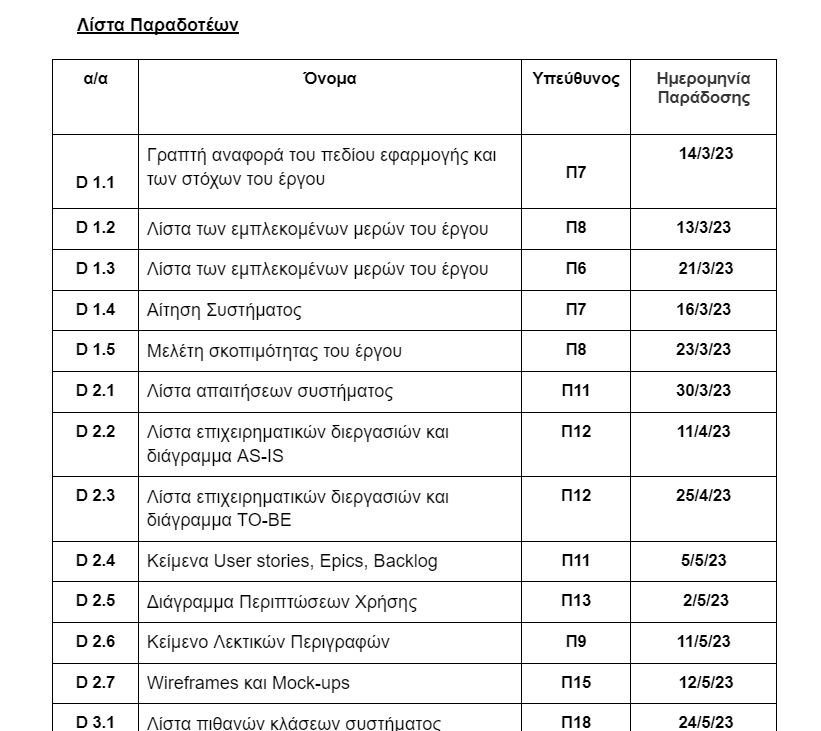 Λίστα Παραδοτέων
α/α Όνομα Υπεύθυνος Ημερομηνία
Παράδοσης
D 1.1 Γραπτή αναφορά του πεδίου εφαρμογής και Π7 14/3/23
των στόχων του έργου
D 1.2 Λίστα των εμπλεκομένων μερών του έργου Π8 13/3/23
D 1.3 Λίστα των εμπλεκομένων μερών του έργου Π6 21/3/23
D 1.4 Αίτηση Συστήματος Π7 16/3/23
D 1.5 Μελέτη σκοπιμότητας του έργου Π8 23/3/23
D 2.1 Λίστα απαιτήσεων συστήματος Π11 30/3/23
D 2.2 Λίστα επιχειρηματικών διεργασιών και Π12 11/4/23
διάγραμμα AS-IS
D 2.3 Λίστα επιχειρηματικών διεργασιών και Π12 25/4/23
διάγραμμα TO-BE
D 2.4 Κείμενα User stories, Epics, Backlog Π11 5/5/23
D 2.5 Διάγραμμα Περιπτώσεων Χρήσης Π13 2/5/23
D 2.6 Κείμενο Λεκτικών Περιγραφών Π9 11/5/23
D 2.7 Wireframes και Mock-ups Π15 12/5/23
D 3.1 Λίστα πιθανών κλάσεων συστήματος Π18 24/5/23